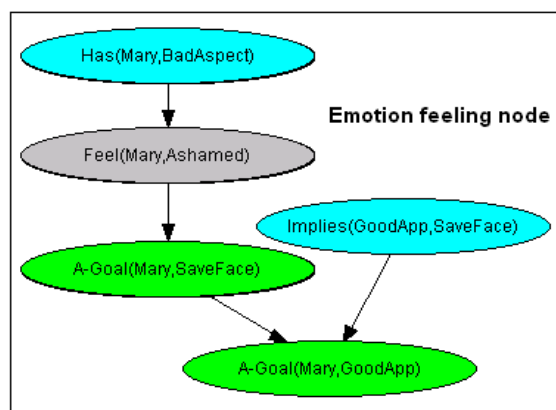 Has(Mary,BadAspect)
Emotion feeling node
Feel(Mary,Ashamed)
Implies(GoodApp,SaveFace)
A-Goal(Mary,SaveFace)
A-Goal(Mary,GoodApp)